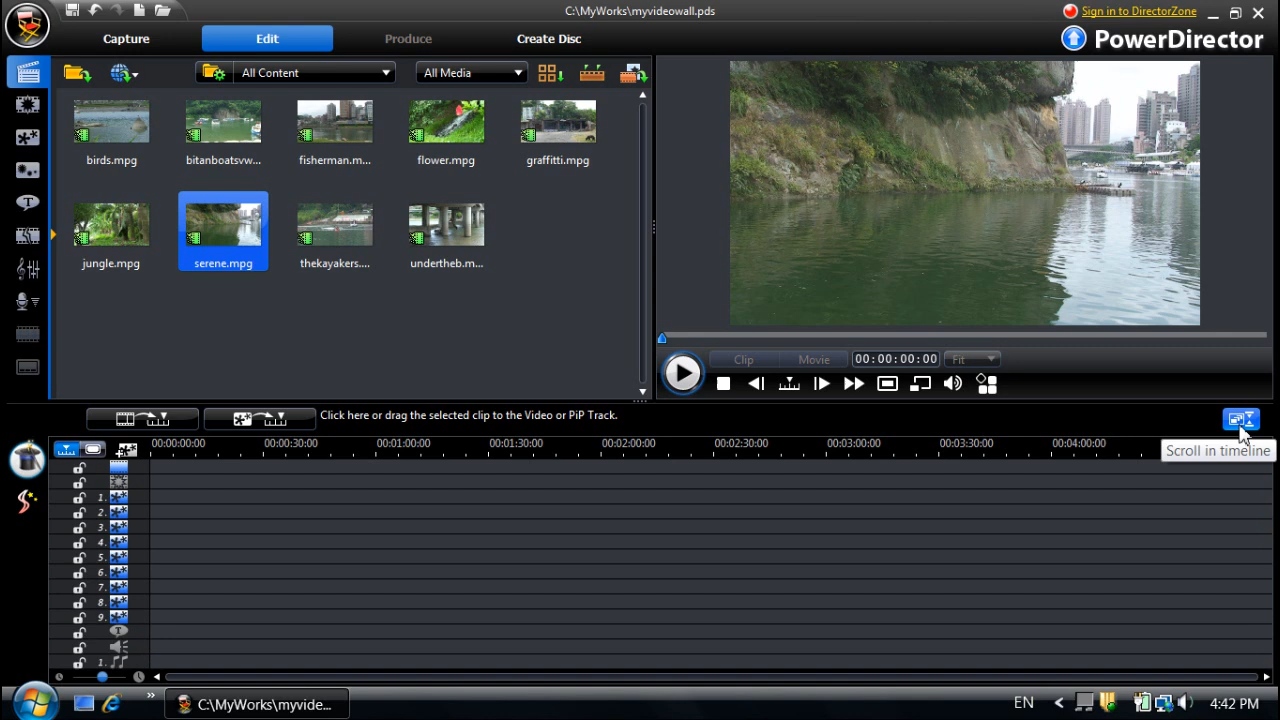 C:\MyWorks\myvideowall.pds
Sign in to DirectorZone
Capture
Edit
Produce
Create Disc
PowerDirector
All Content
All Media
birds.mpg
bitanboatsvw...
fisherman.m...
flower.mpg
graffitti.mpg
jungle.mpg
serene.mpg
thekayakers....
undertheb.m...
Clip
Movie
00:00:00:00
Fit
Click here or drag the selected clip to the Video or PiP Track.
00:00:00:00
00:00:30:00
00:01:00:00
00:01:30:00
00:02:00:00
00:02:30:00
00:03:00:00
00:03:30:00
00:04:00:00
Scroll in timeline
1.
2.
3.
4.
5.
6.
7.
8.
9.
T
1.
C:\MyWorks\myvide...
EN
4:42 PM